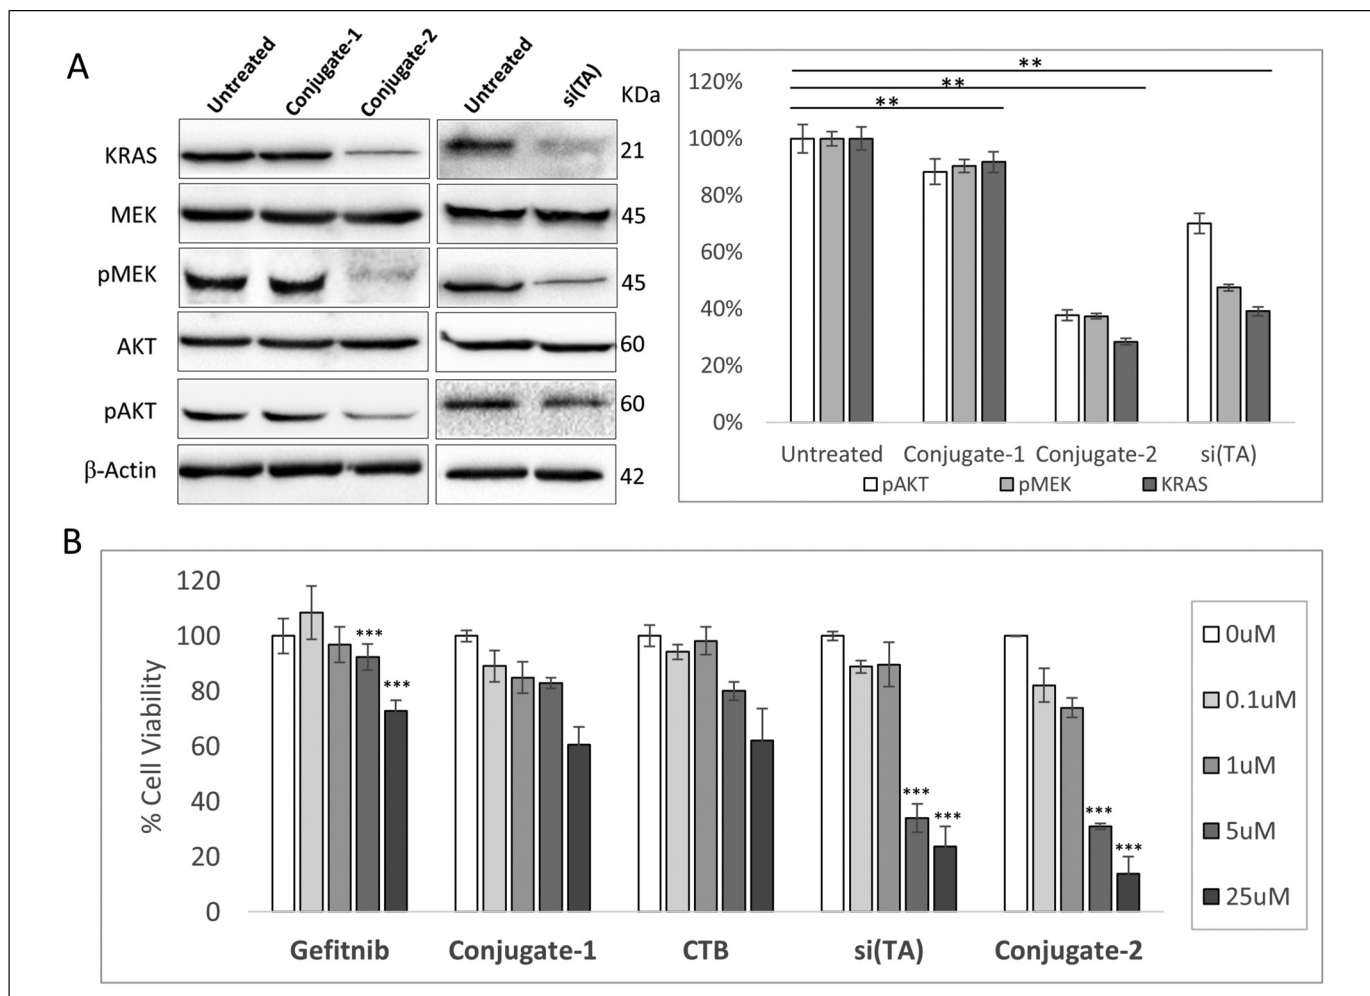 A
Untreated
Conjugate-1
Conjugate-2
Untreated
si(TA)
KDa
KRAS
21
MEK
45
pMEK
45
AKT
60
pAKT
60
β-Actin
42
**
**
**
120%
100%
80%
60%
40%
20%
0%
Untreated Conjugate-1 Conjugate-2 si(TA)
pAKT pMEK KRAS
B
% Cell Viability
120
100
80
60
40
20
0
***
***
***
***
***
***
Gefitnib Conjugate-1 CTB si(TA) Conjugate-2
0uM
0.1uM
1uM
5uM
25uM